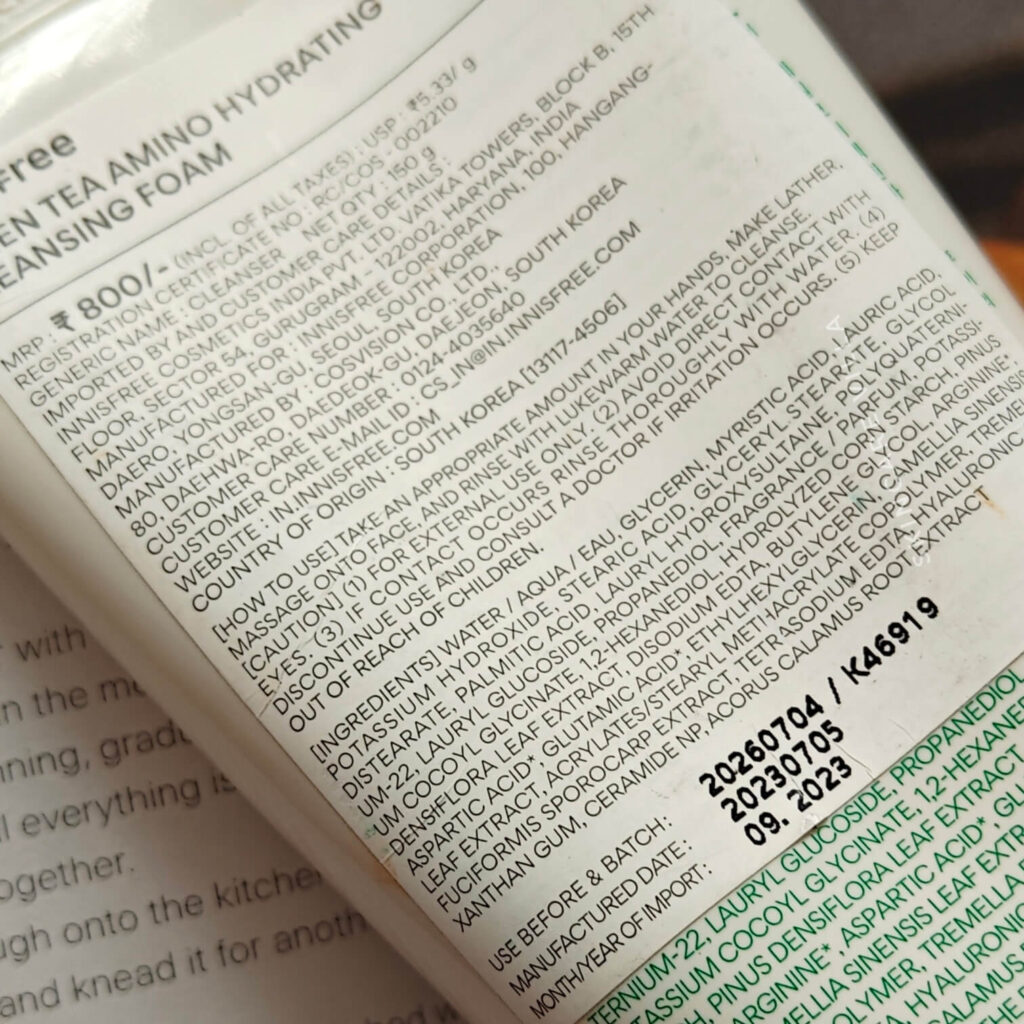 free
EN TEA AMINO HYDRATING
EANSING FOAM
MRP : ₹ 800/- (INCL. OF ALL TAXES) : USP : ₹5.33/ g
REGISTRATION CERTIFICATE NO : RC/COS - 0022110
GENERIC NAME : CLEANSER NET QTY : 150 g
IMPORTED BY AND CUSTOMER CARE DETAILS :
INNISFREE COSMETICS INDIA PVT. LTD. VATIKA TOWERS, BLOCK B, 15TH
FLOOR, SECTOR 54, GURUGRAM - 122002, HARYANA, INDIA
MANUFACTURED FOR : INNISFREE CORPORATION, 100, HANGANG-
DAERO, YONGSAN-GU, SEOUL, SOUTH KOREA
MANUFACTURED BY : COSVISION CO., LTD.,
80, DAEHWA-RO, DAEDEOK-GU, DAEJEON, SOUTH KOREA
CUSTOMER CARE NUMBER : 0124-4035640
CUSTOMER CARE E-MAIL ID : CS_IN@IN.INNISFREE.COM
WEBSITE : IN.INNISFREE.COM
COUNTRY OF ORIGIN : SOUTH KOREA [13117-4506]
[HOW TO USE] TAKE AN APPROPRIATE AMOUNT IN YOUR HANDS, MAKE LATHER,
MASSAGE ONTO FACE, AND RINSE WITH LUKEWARM WATER TO CLEANSE.
[CAUTION] (1) FOR EXTERNAL USE ONLY. (2) AVOID DIRECT CONTACT WITH
EYES. (3) IF CONTACT OCCURS, RINSE THOROUGHLY WITH WATER. (4)
DISCONTINUE USE AND CONSULT A DOCTOR IF IRRITATION OCCURS. (5) KEEP
OUT OF REACH OF CHILDREN.
[INGREDIENTS] WATER / AQUA / EAU, GLYCERIN, MYRISTIC ACID, LAURIC ACID,
POTASSIUM HYDROXIDE, STEARIC ACID, GLYCERYL STEARATE, GLYCOL
DISTEARATE, PALMITIC ACID, LAURYL HYDROXYSULTAINE, POLYQUATERNI-
UM-22, LAURYL GLUCOSIDE, PROPANEDIOL, FRAGRANCE / PARFUM, POTASSI-
UM COCOYL GLYCINATE, 1,2-HEXANEDIOL, HYDROLYZED CORN STARCH, PINUS
DENSIFLORA LEAF EXTRACT, DISODIUM EDTA, BUTYLENE GLYCOL, ARGININE*
ASPARTIC ACID* GLUTAMIC ACID* ETHYLHEXYLGLYCERIN, CAMELLIA SINENSIS
LEAF EXTRACT, ACRYLATES/STEARYL METHACRYLATE COPOLYMER, TREMELLA
FUCIFORMIS SPOROCARP EXTRACT, TETRASODIUM EDTA, HYALURONIC
XANTHAN GUM, CERAMIDE NP, ACORUS CALAMUS ROOT EXTRACT
USE BEFORE & BATCH: 20260704 / K46919
MANUFACTURED DATE: 20230705
MONTH/YEAR OF IMPORT: 09. 2023
TERNIUM-22, LAURYL GLUCOSIDE, PROPANEDIOL
TASSIUM COCOYL GLYCINATE, 1,2-HEXANED
H, PINUS DENSIFLORA LEAF EXTRACT
ARGININE* ASPARTIC ACID* GLU
MELLIA SINENSIS LEAF EXTR
OLYMER, TREMELLA
HYALURONIC
ALAMUS
r with
n the m
nning, gradu
l everything is
ogether.
ugh onto the kitche
and knead it for anoth